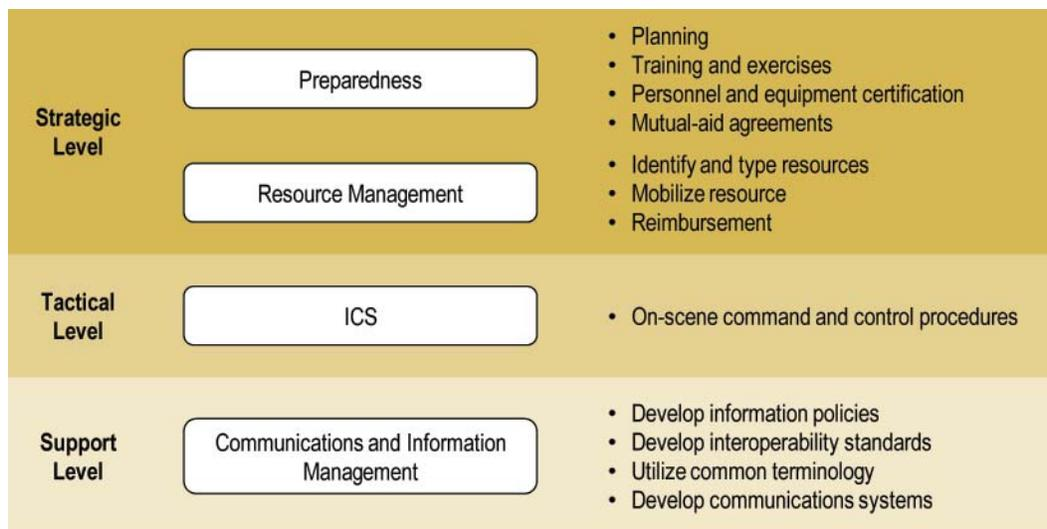 Strategic
Level
Preparedness
• Planning
• Training and exercises
• Personnel and equipment certification
• Mutual-aid agreements
Resource Management
• Identify and type resources
• Mobilize resource
• Reimbursement
Tactical
Level
ICS
• On-scene command and control procedures
Support
Level
Communications and Information
Management
• Develop information policies
• Develop interoperability standards
• Utilize common terminology
• Develop communications systems